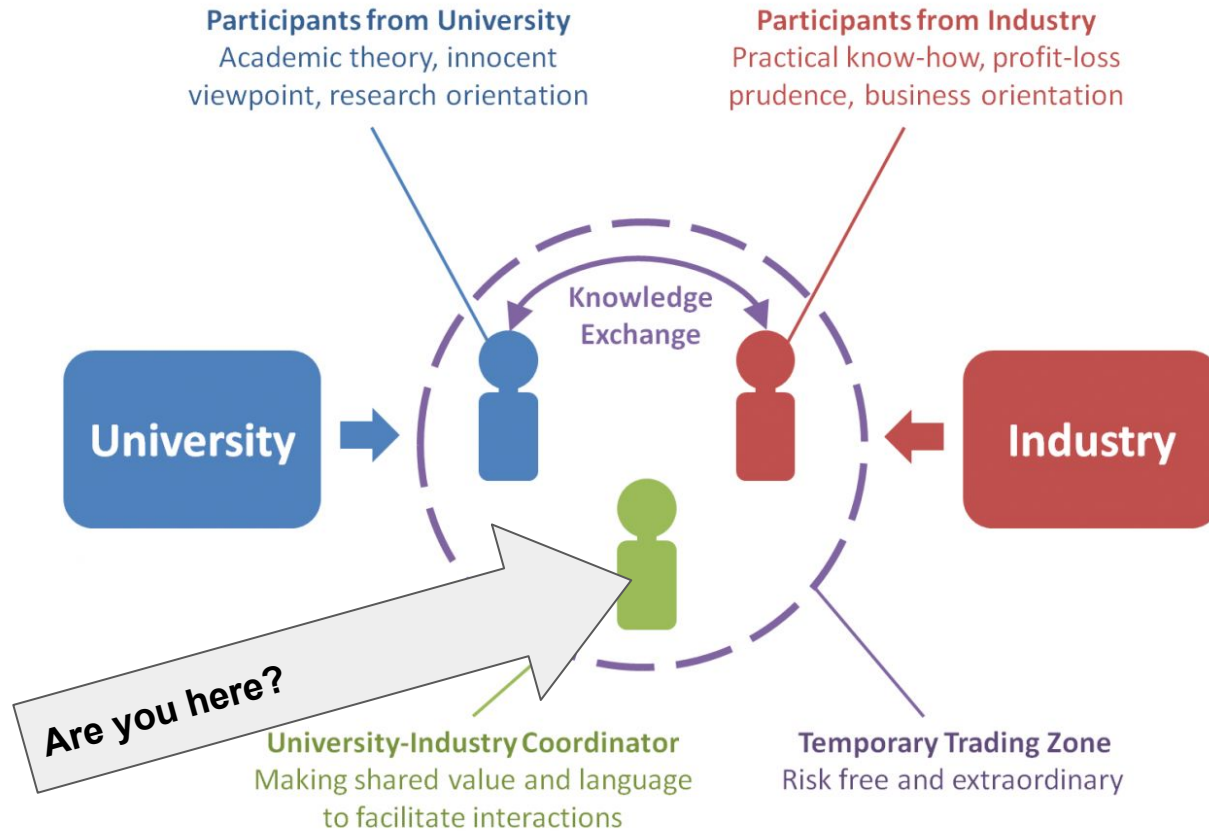 Participants from University
Academic theory, innocent
viewpoint, research orientation
Participants from Industry
Practical know-how, profit-loss
prudence, business orientation
Knowledge
Exchange
University
Industry
Are you here?
University-Industry Coordinator
Making shared value and language
to facilitate interactions
Temporary Trading Zone
Risk free and extraordinary